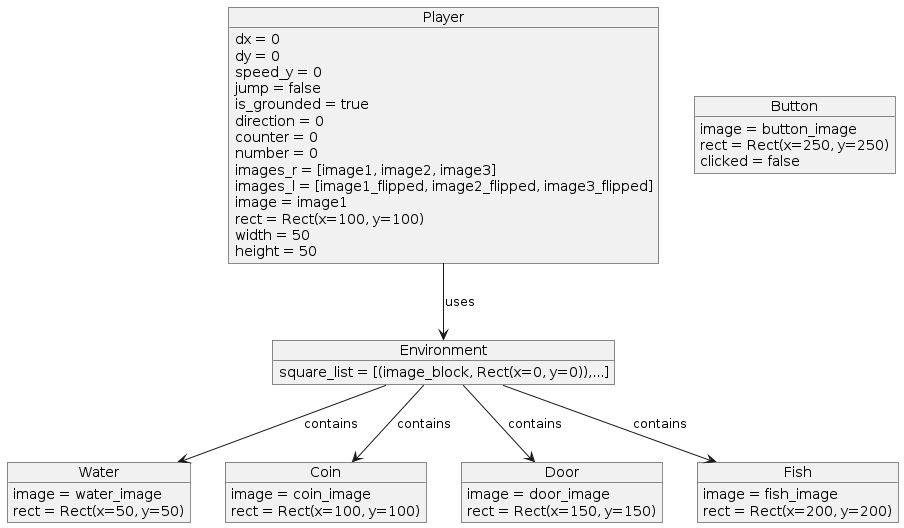 Player
dx = 0
dy = 0
speed_y = 0
jump = false
is_grounded = true
direction = 0
counter = 0
number = 0
images_r = [image1, image2, image3]
images_l = [image1_flipped, image2_flipped, image3_flipped]
image = image1
rect = Rect(x=100, y=100)
width = 50
height = 50
Button
image = button_image
rect = Rect(x=250, y=250)
clicked = false
uses
Environment
square_list = [(image_block, Rect(x=0, y=0)),...]
contains
contains
contains
contains
Water
image = water_image
rect = Rect(x=50, y=50)
Coin
image = coin_image
rect = Rect(x=100, y=100)
Door
image = door_image
rect = Rect(x=150, y=150)
Fish
image = fish_image
rect = Rect(x=200, y=200)